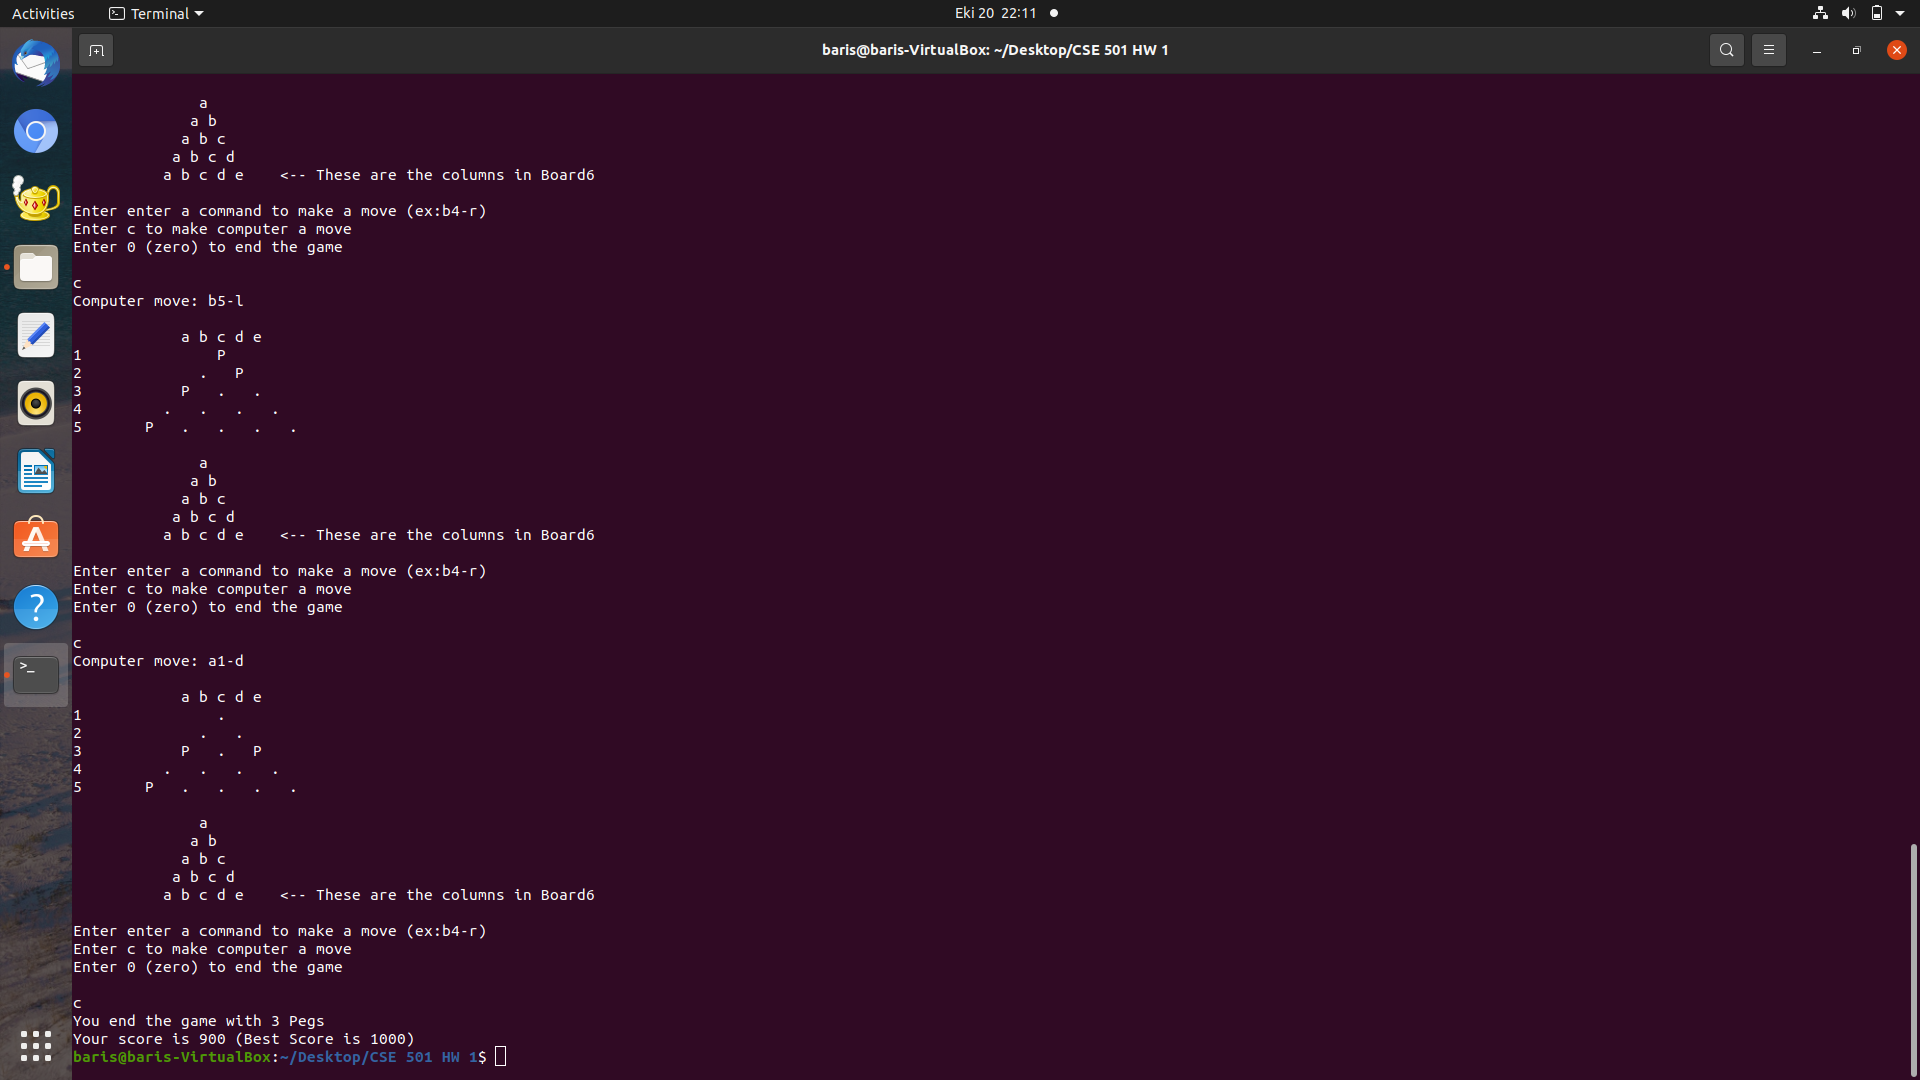 Activities Terminal Eki 20 22:11
baris@baris-VirtualBox: ~/Desktop/CSE 501 HW 1
a
a b
a b c
a b c d
a b c d e <-- These are the columns in Board6
Enter enter a command to make a move (ex:b4-r)
Enter c to make computer a move
Enter 0 (zero) to end the game
c
Computer move: b5-l
a b c d e
1 P
2 . P
3 P . .
4 . . . .
5 P . . . .
a
a b
a b c
a b c d
a b c d e <-- These are the columns in Board6
Enter enter a command to make a move (ex:b4-r)
Enter c to make computer a move
Enter 0 (zero) to end the game
c
Computer move: a1-d
a b c d e
1 .
2 . .
3 P . P
4 . . . .
5 P . . . .
a
a b
a b c
a b c d
a b c d e <-- These are the columns in Board6
Enter enter a command to make a move (ex:b4-r)
Enter c to make computer a move
Enter 0 (zero) to end the game
c
You end the game with 3 Pegs
Your score is 900 (Best Score is 1000)
baris@baris-VirtualBox:~/Desktop/CSE 501 HW 1$